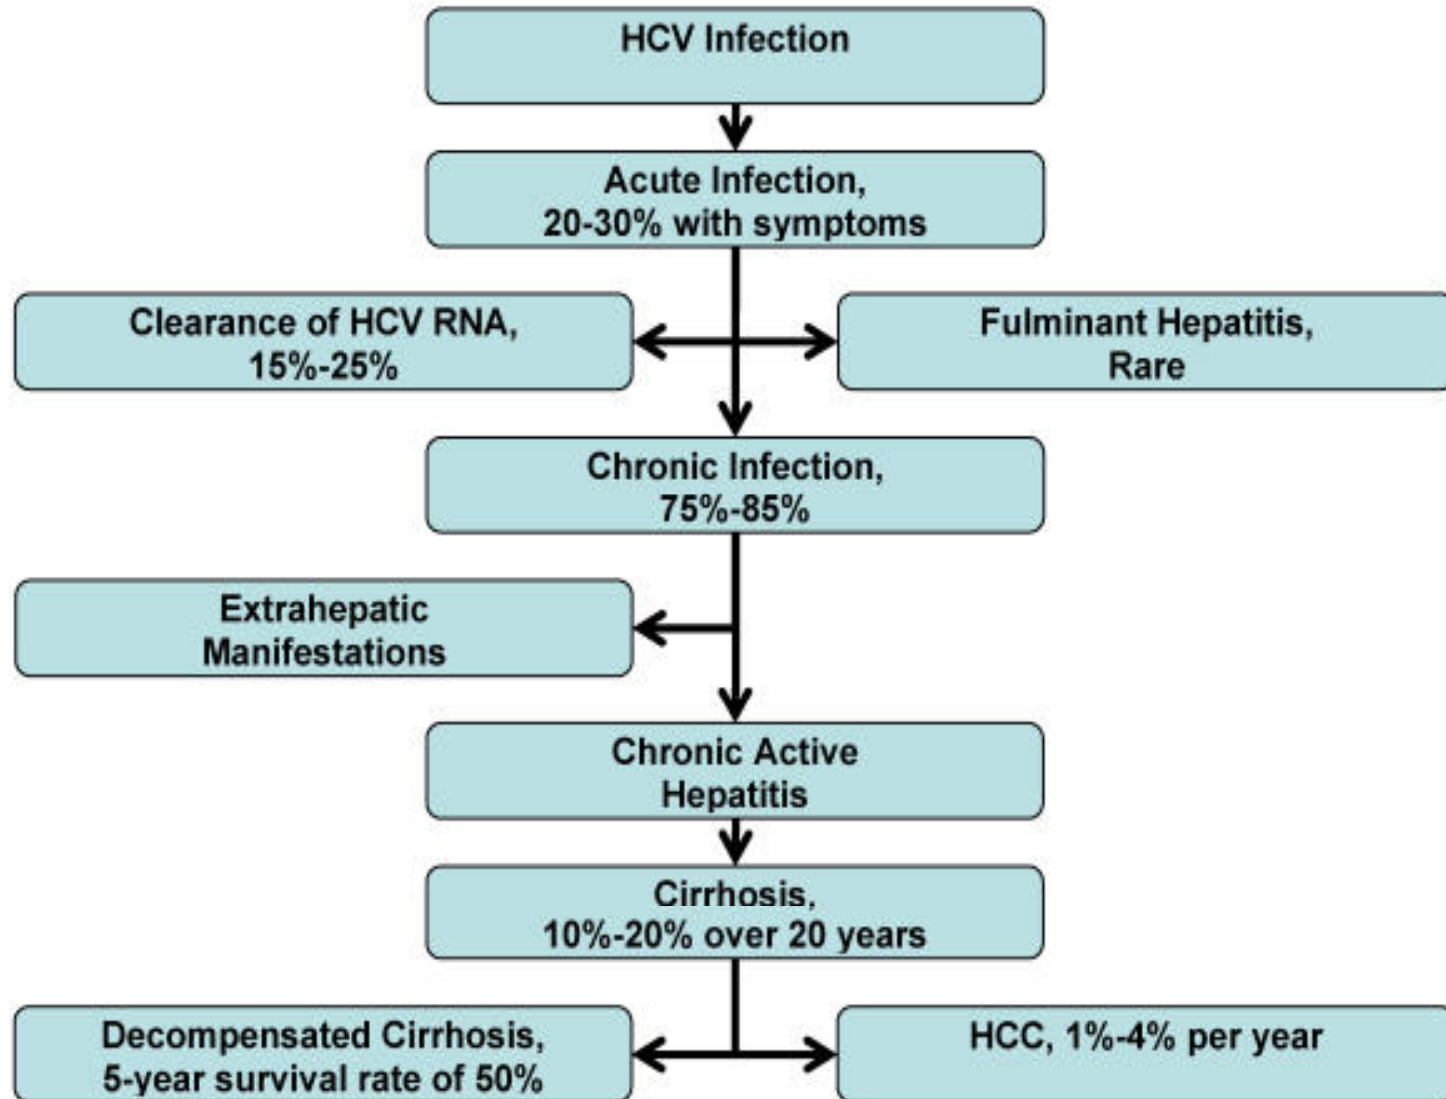 HCV Infection
Acute Infection,
20-30% with symptoms
Clearance of HCV RNA,
15%-25%
Fulminant Hepatitis,
Rare
Chronic Infection,
75%-85%
Extrahepatic
Manifestations
Chronic Active
Hepatitis
Cirrhosis,
10%-20% over 20 years
Decompensated Cirrhosis,
5-year survival rate of 50%
HCC, 1%-4% per year